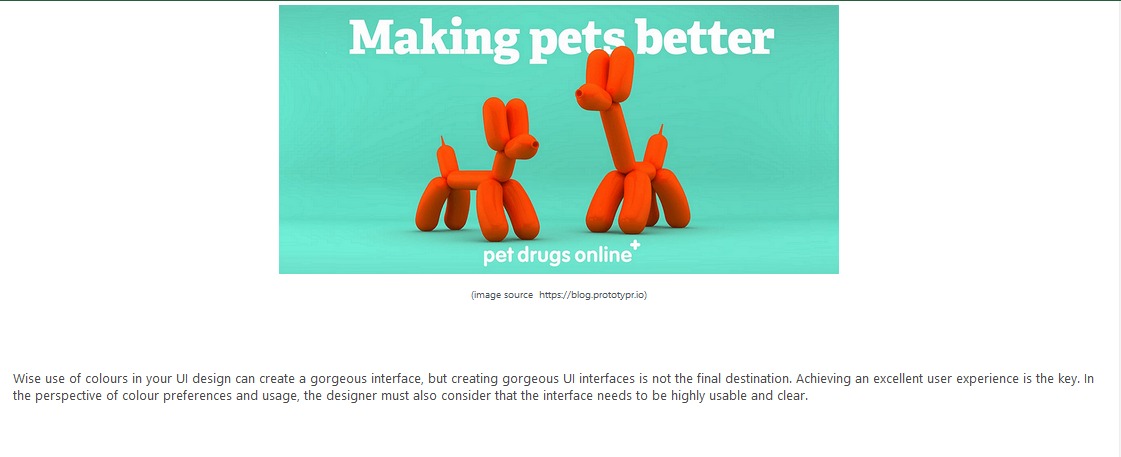 Making pets better
pet drugs online+
(image source https://blog.prototypr.io)
Wise use of colours in your UI design can create a gorgeous interface, but creating gorgeous UI interfaces is not the final destination. Achieving an excellent user experience is the key. In
the perspective of colour preferences and usage, the designer must also consider that the interface needs to be highly usable and clear.